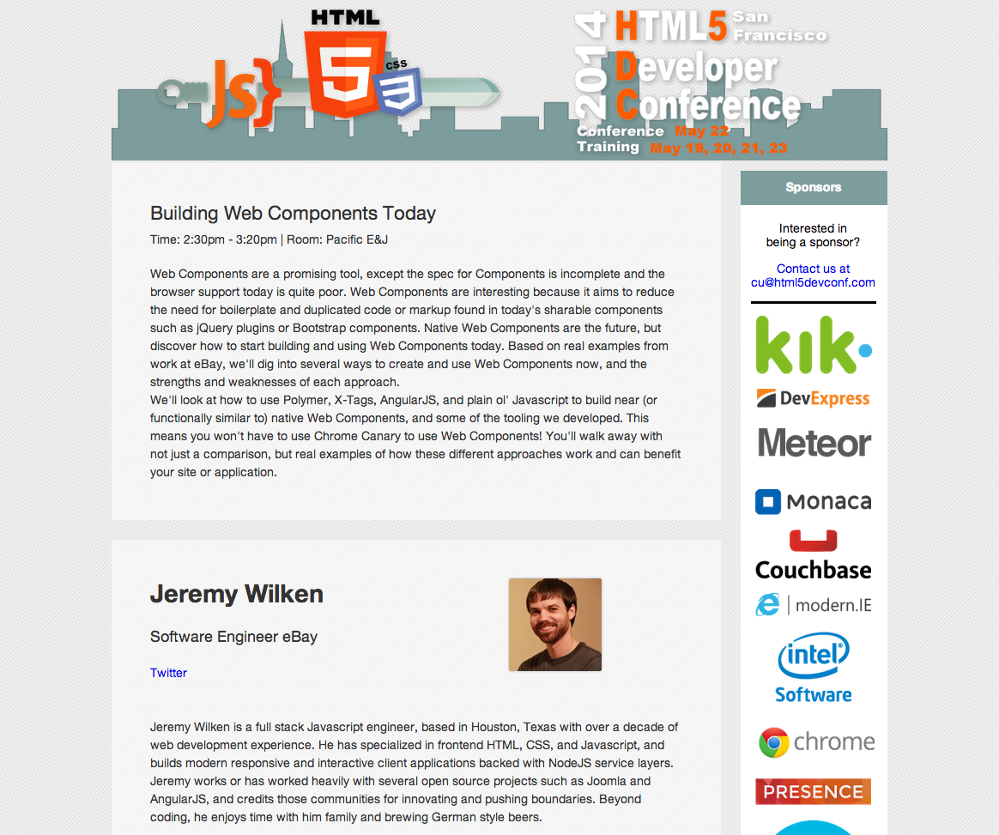 HTML
5
JS}
CSS
3
2014
HTML5 San Francisco
Developer
Conference
Conference May 22
Training May 19, 20, 21, 23
Building Web Components Today
Time: 2:30pm - 3:20pm | Room: Pacific E&J
Web Components are a promising tool, except the spec for Components is incomplete and the
browser support today is quite poor. Web Components are interesting because it aims to reduce
the need for boilerplate and duplicated code or markup found in today's sharable components
such as jQuery plugins or Bootstrap components. Native Web Components are the future, but
discover how to start building and using Web Components today. Based on real examples from
work at eBay, we'll dig into several ways to create and use Web Components now, and the
strengths and weaknesses of each approach.
We'll look at how to use Polymer, X-Tags, AngularJS, and plain ol' Javascript to build near (or
functionally similar to) native Web Components, and some of the tooling we developed. This
means you won't have to use Chrome Canary to use Web Components! You'll walk away with
not just a comparison, but real examples of how these different approaches work and can benefit
your site or application.
Jeremy Wilken
Software Engineer eBay
Twitter
Jeremy Wilken is a full stack Javascript engineer, based in Houston, Texas with over a decade of
web development experience. He has specialized in frontend HTML, CSS, and Javascript, and
builds modern responsive and interactive client applications backed with NodeJS service layers.
Jeremy works or has worked heavily with several open source projects such as Joomla and
AngularJS, and credits those communities for innovating and pushing boundaries. Beyond
coding, he enjoys time with him family and brewing German style beers.
Sponsors
Interested in
being a sponsor?
Contact us at
cu@html5devconf.com
kik
DevExpress
Meteor
Monaca
Couchbase
e | modern.IE
intel®
Software
chrome
PRESENCE